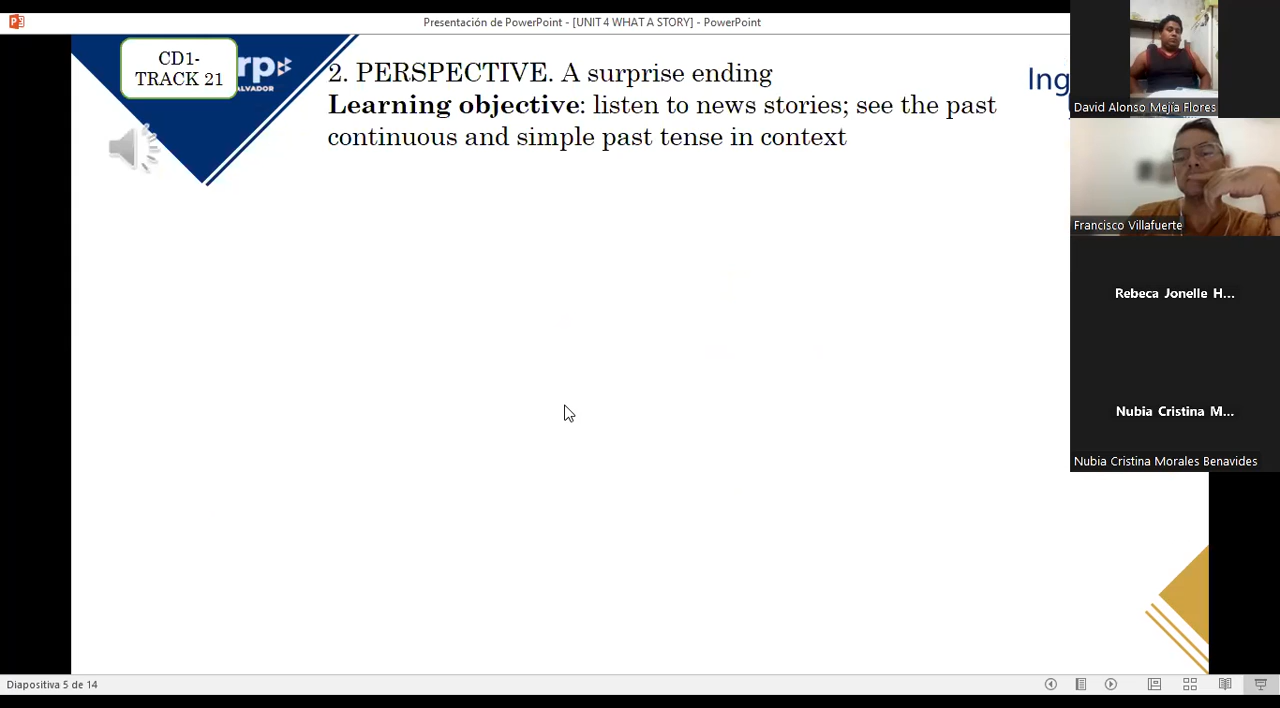 Presentación de PowerPoint - [UNIT 4 WHAT A STORY] - PowerPoint
CD1-
TRACK 21
rp
ALVADOR
2. PERSPECTIVE. A surprise ending
Learning objective: listen to news stories; see the past
continuous and simple past tense in context
Ing
David Alonso Mejía Flores
Francisco Villafuerte
Rebeca Jonelle H...
Nubia Cristina M...
Nubia Cristina Morales Benavides
Diapositiva 5 de 14